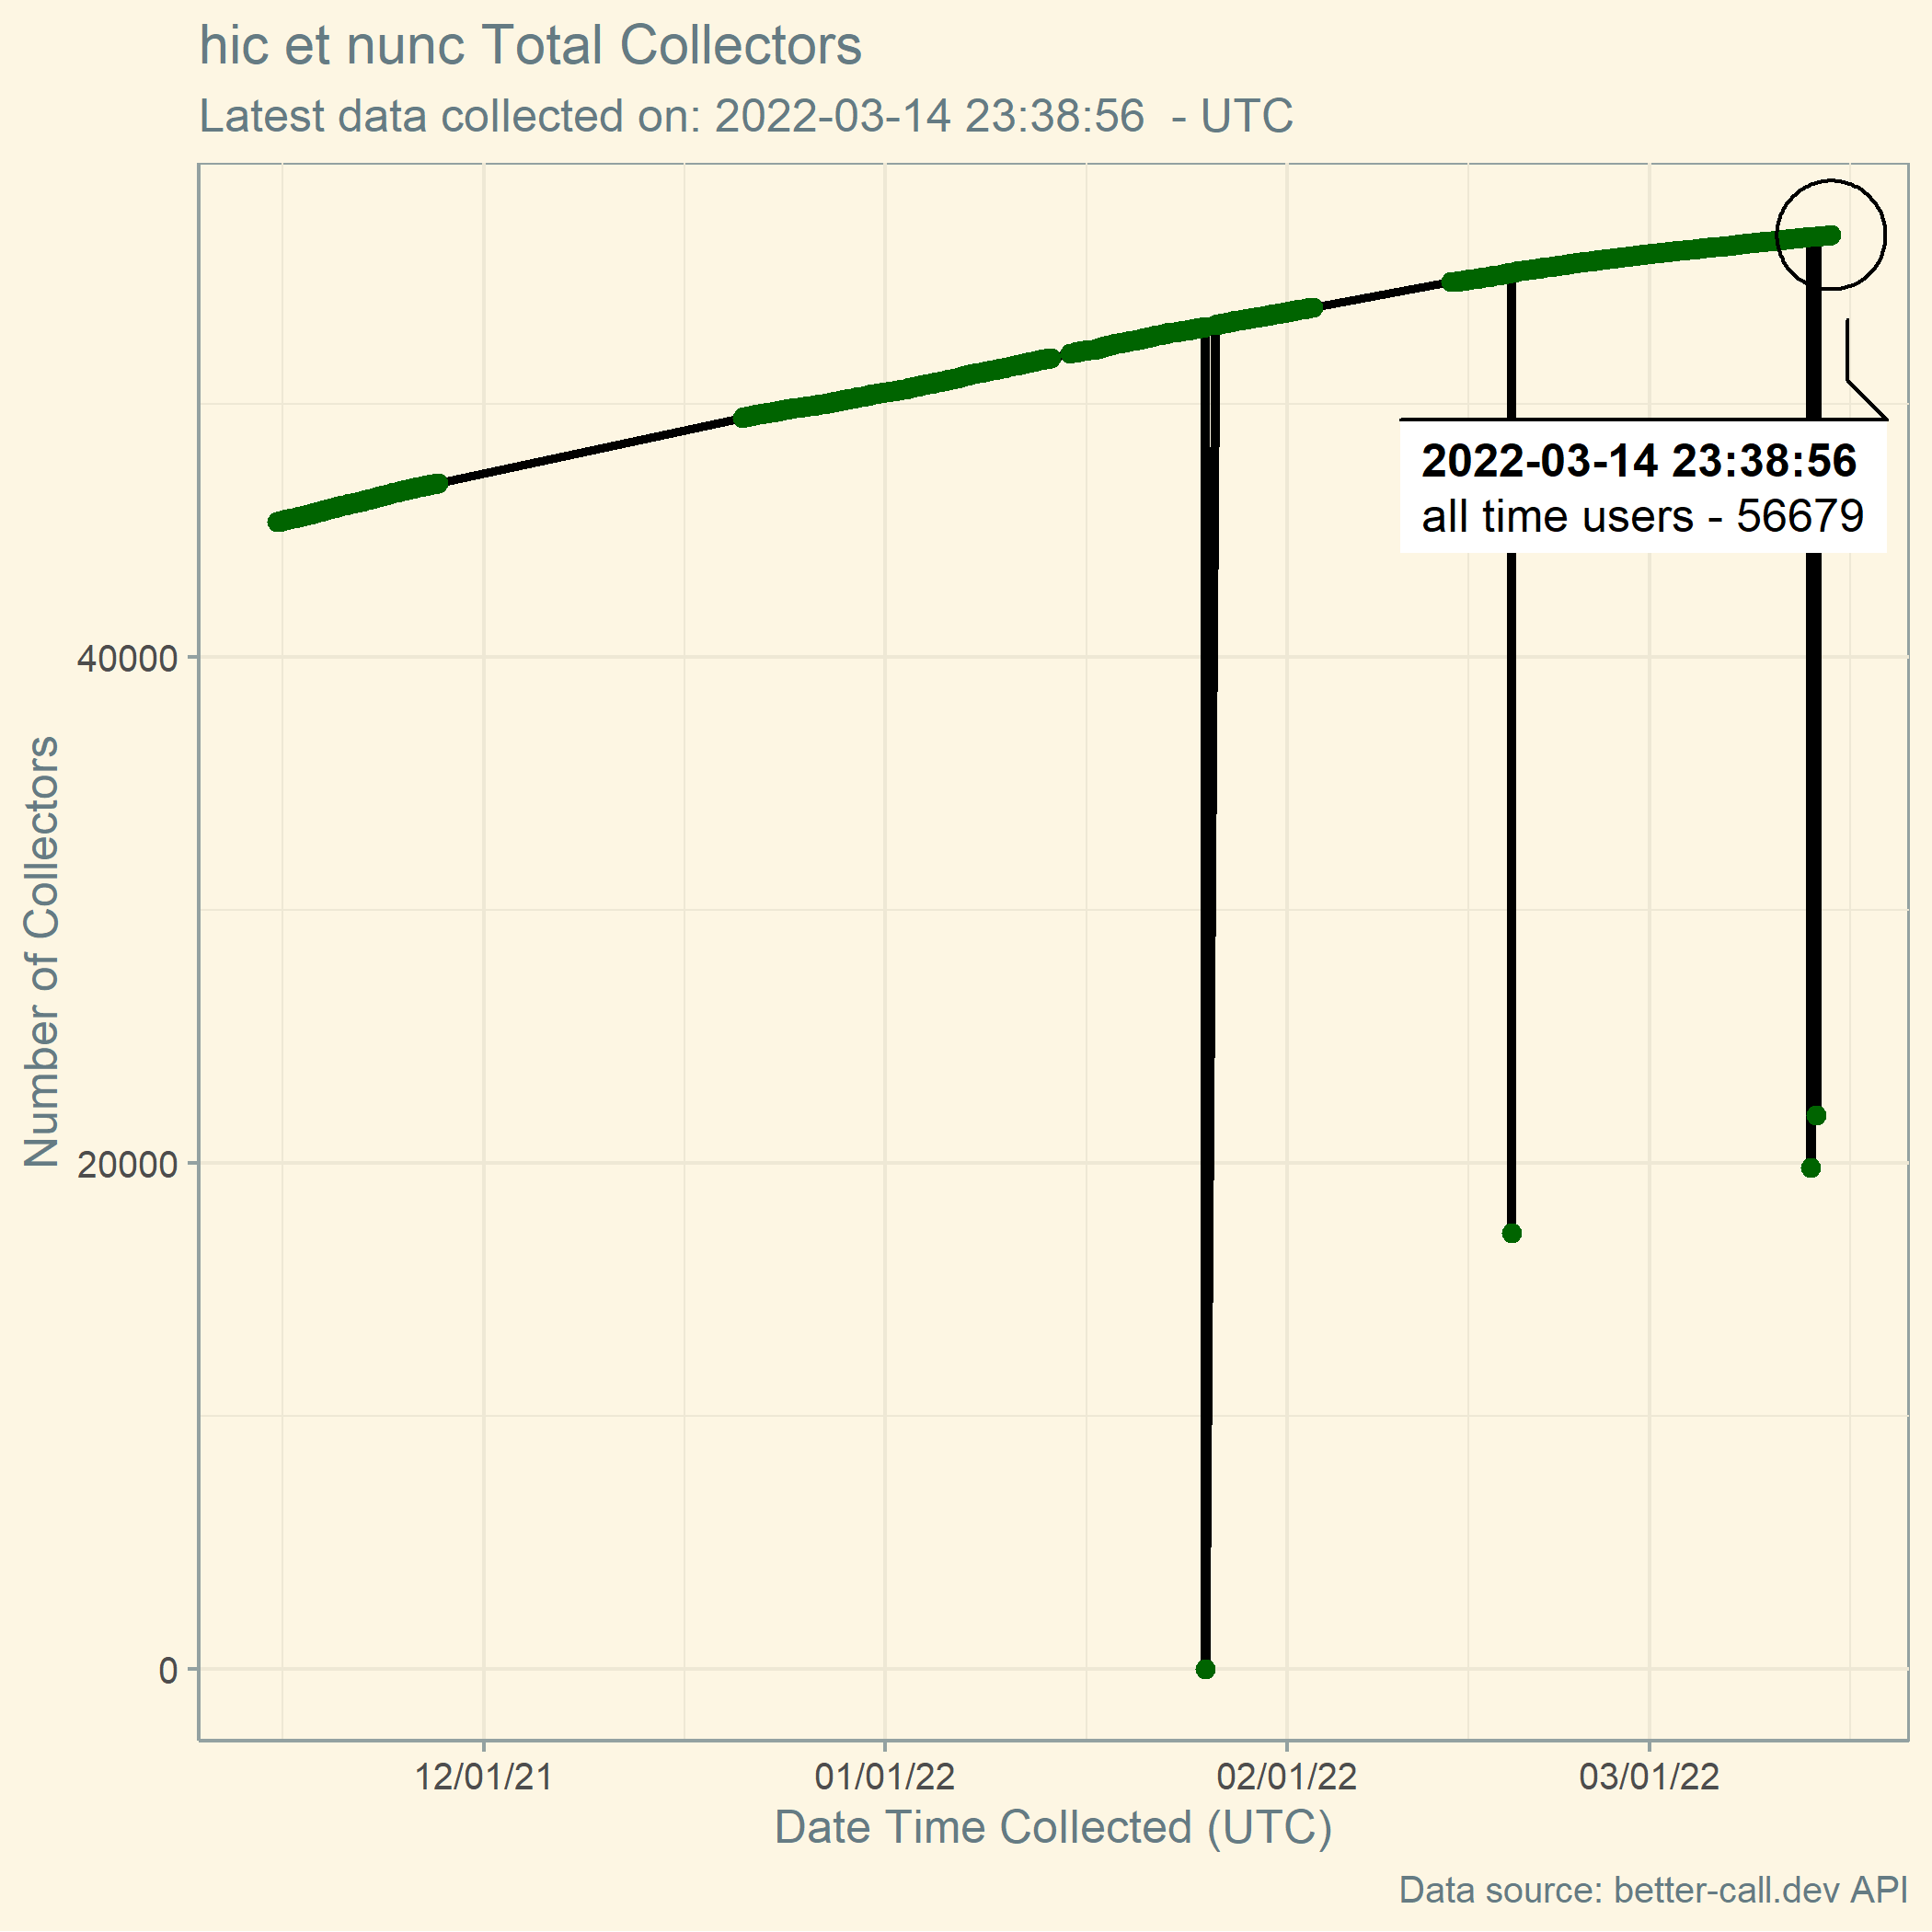 hic et nunc Total Collectors
Latest data collected on: 2022-03-14 23:38:56  - UTC
2022-03-14 23:38:56
all time users - 56679
Number of Collectors
40000
20000
0
12/01/21
01/01/22
02/01/22
03/01/22
Date Time Collected (UTC)
Data source: better-call.dev API